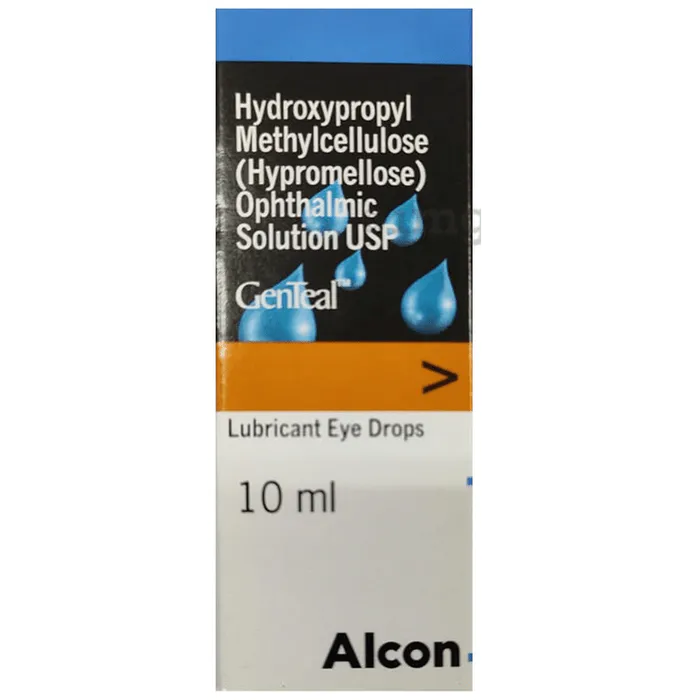 Hydroxypropyl
Methylcellulose
(Hypromellose)
Ophthalmic
Solution USP
GenTeal™
>
Lubricant Eye Drops
10 ml
Alcon